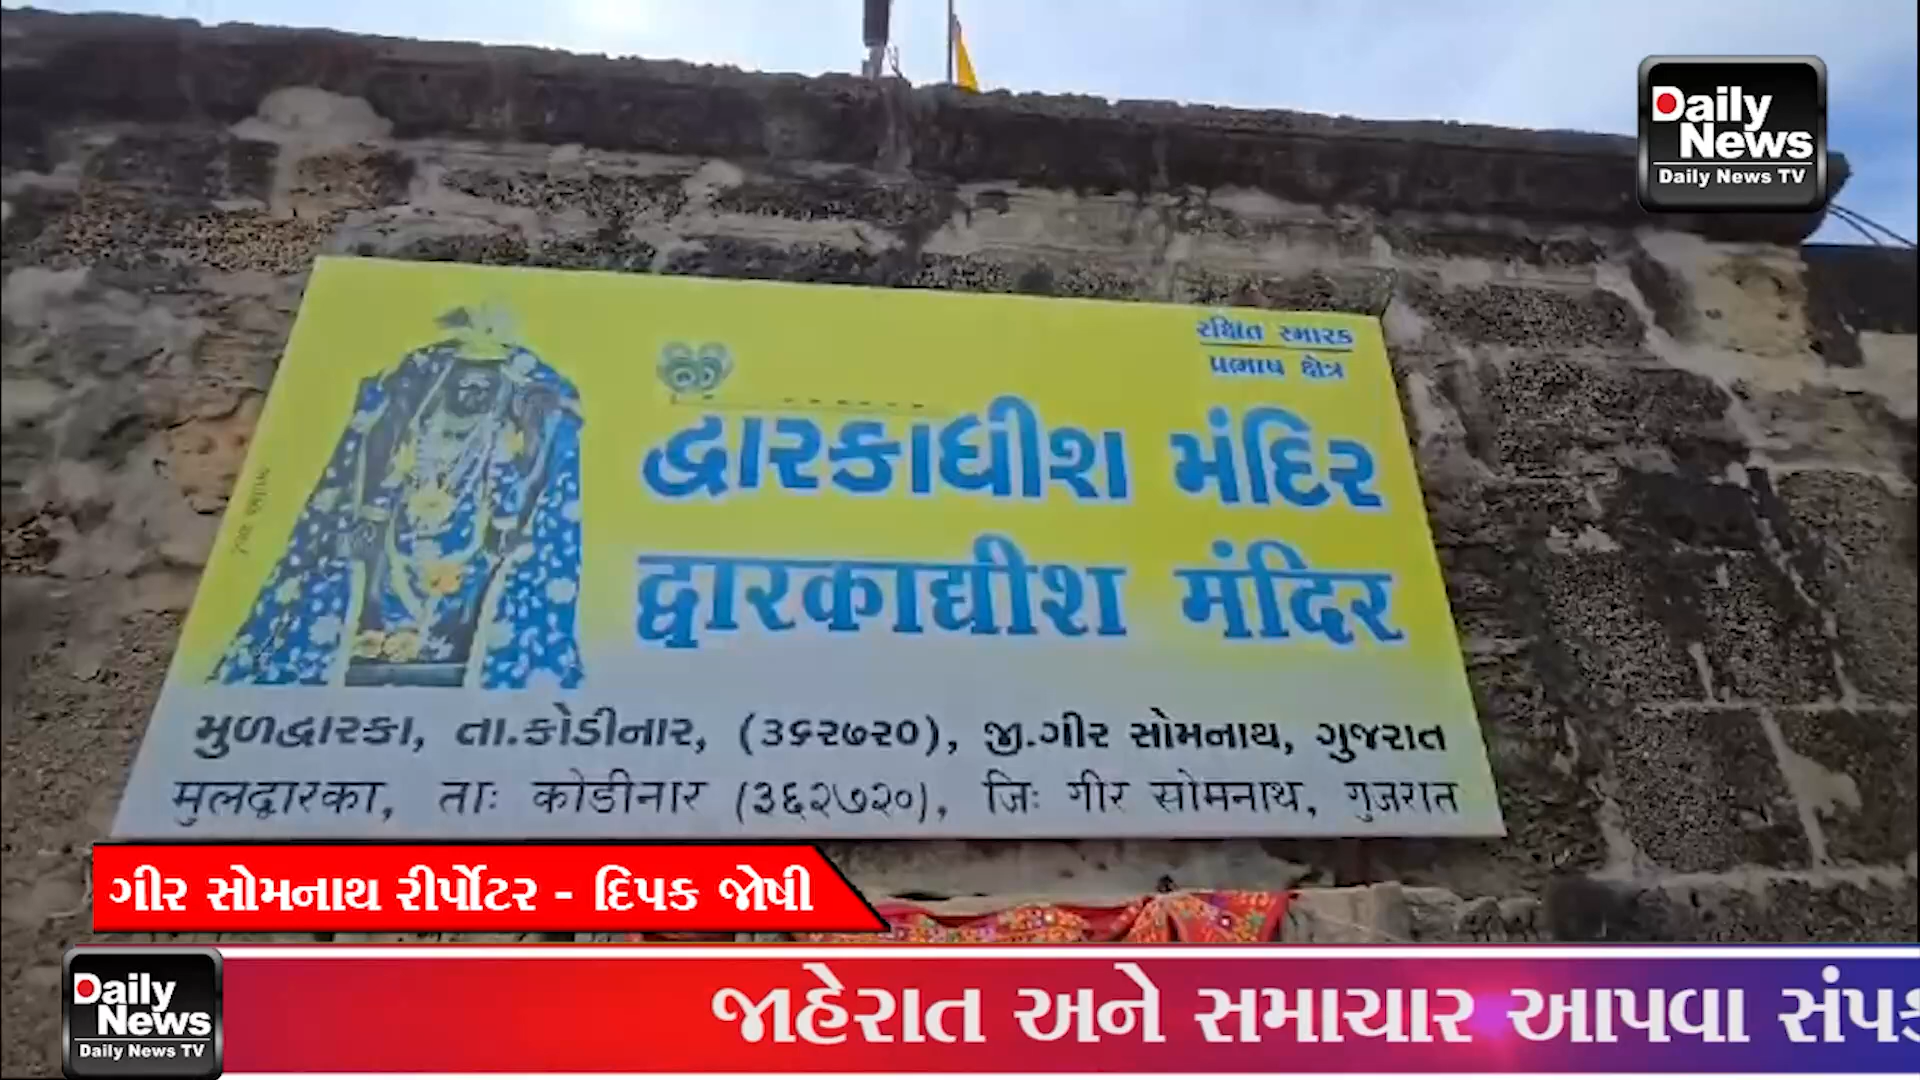 Daily
News
Daily News TV
રક્ષિત સ્મારક
પ્રભાષ ક્ષેત્ર
દ્વારકાધીશ મંદિર
द्वारकाधीश मंदिर
મુળદ્વારકા, તા.કોડીનાર, (૩૬૨૭૨૦), જી.ગીર સોમનાથ, ગુજરાત
मुलद्वारका, ताः कोडीनार (३६२७२०), जिः गीर सोमनाथ, गुजरात
ગીર સોમનાથ રીર્પોટર - દિપક જોષી
Daily
News
Daily News TV
જાહેરાત અને સમાચાર આપવા સંપર્ક